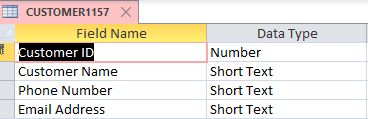 CUSTOMER1157
Field Name Data Type
Customer ID Number
Customer Name Short Text
Phone Number Short Text
Email Address Short Text